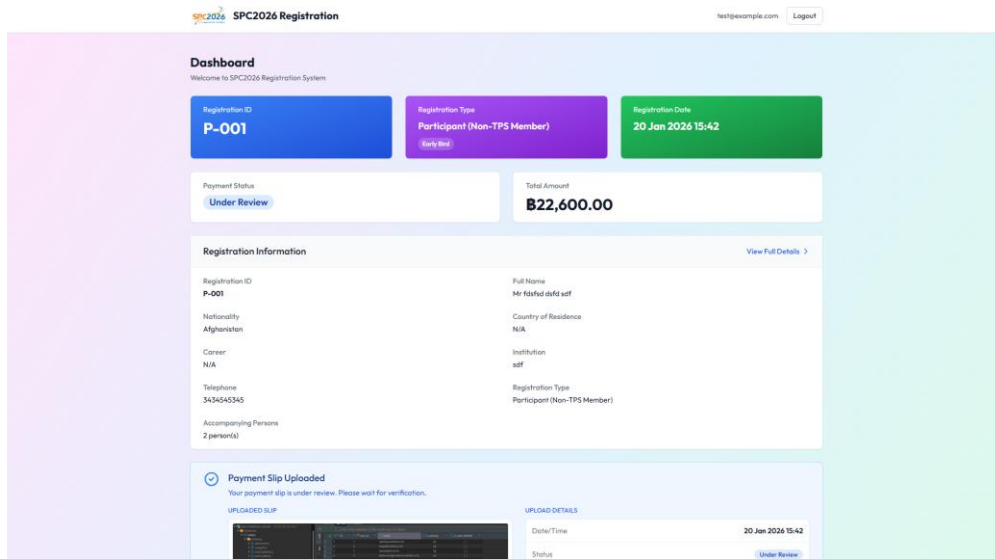 SPC2026 SPC2026 Registration
test@example.com Logout
Dashboard
Welcome to SPC2026 Registration System
Registration ID
P-001
Registration Type
Participant (Non-TPS Member)
Early Bird
Registration Date
20 Jan 2026 15:42
Payment Status
Under Review
Total Amount
฿22,600.00
Registration Information
View Full Details
Registration ID
P-001
Full Name
Mr fdsfsd dsfd sdf
Nationality
Afghanistan
Country of Residence
N/A
Career
N/A
Institution
sdf
Telephone
3434545345
Registration Type
Participant (Non-TPS Member)
Accompanying Persons
2 person(s)
Payment Slip Uploaded
Your payment slip is under review. Please wait for verification.
UPLOADED SLIP
UPLOAD DETAILS
Date/Time
20 Jan 2026 15:42
Status
Under Review